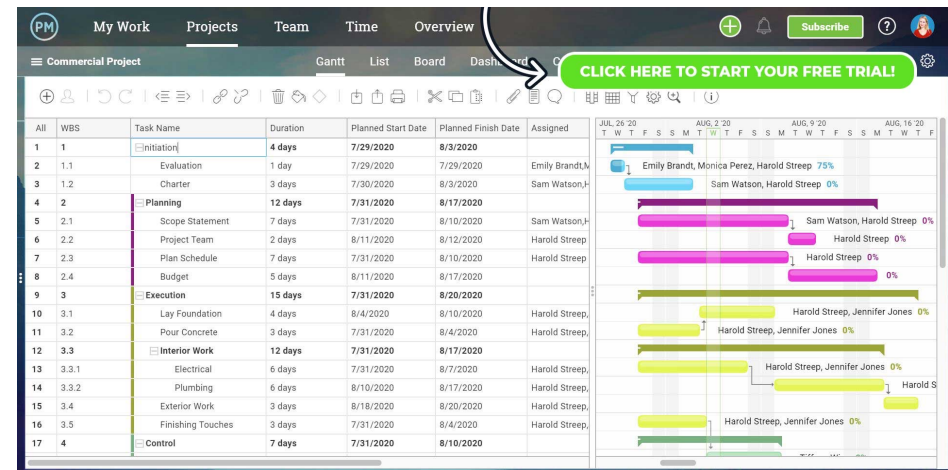 PM My Work Projects Team Time Overview Subscribe ?
Commercial Project Gantt List Board
CLICK HERE TO START YOUR FREE TRIAL!
JUL, 26 '20 AUG, 2 '20 AUG, 9 '20 AUG, 16 '20
All WBS Task Name Duration Planned Start Date Planned Finish Date Assigned T W T F S S M T W T F S S M T W T F S S M T W T F
1 1 nitiation 4 days 7/29/2020 8/3/2020
2 1.1 Evaluation 1 day 7/29/2020 7/29/2020 Emily Brandt,M Emily Brandt, Monica Perez, Harold Streep 75%
3 1.2 Charter 3 days 7/30/2020 8/3/2020 Sam Watson,H Sam Watson, Harold Streep 0%
4 2 Planning 12 days 7/31/2020 8/17/2020
5 2.1 Scope Statement 7 days 7/31/2020 8/10/2020 Sam Watson,H Sam Watson, Harold Streep 0%
6 2.2 Project Team 2 days 8/11/2020 8/12/2020 Harold Streep Harold Streep 0%
7 2.3 Plan Schedule 7 days 7/31/2020 8/10/2020 Harold Streep Harold Streep 0%
8 2.4 Budget 5 days 8/11/2020 8/17/2020 0%
9 3 Execution 15 days 7/31/2020 8/20/2020
10 3.1 Lay Foundation 4 days 8/4/2020 8/10/2020 Harold Streep, Harold Streep, Jennifer Jones 0%
11 3.2 Pour Concrete 3 days 7/31/2020 8/4/2020 Harold Streep, Harold Streep, Jennifer Jones 0%
12 3.3 Interior Work 12 days 7/31/2020 8/17/2020
13 3.3.1 Electrical 6 days 7/31/2020 8/7/2020 Harold Streep, Harold Streep, Jennifer Jones 0%
14 3.3.2 Plumbing 6 days 8/10/2020 8/17/2020 Harold Streep, Harold S
15 3.4 Exterior Work 3 days 8/18/2020 8/20/2020 Harold Streep,
16 3.5 Finishing Touches 3 days 7/31/2020 8/4/2020 Harold Streep, Harold Streep, Jennifer Jones 0%
17 4 Control 7 days 7/31/2020 8/10/2020